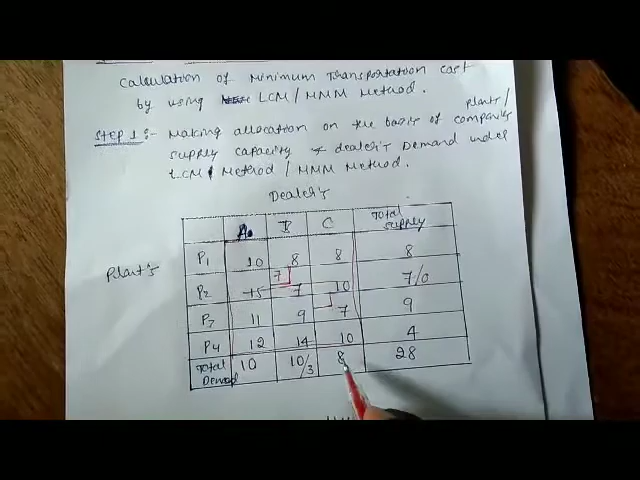 Calculation of Minimum Transportation cost
by using LCM / MMM Method.
STEP 1:- Making allocation on the basis of company's plants/
supply capacity & dealer's Demand under
LCM Method / MMM Method.
Dealer's
A. B C Total supply
Plant's
P1 10 8 8 8
P2 15 7 7 10 7/0
P3 11 9 7 9
P4 12 14 10 4
Total Demand 10 10/3 8 28